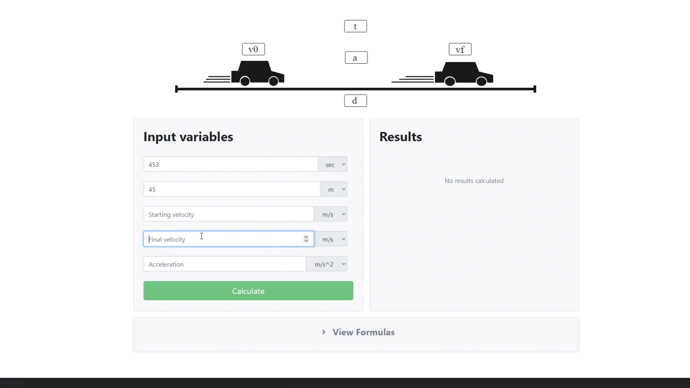 t
v0
vf
a
d
Input variables
Results
453
sec
45
m
No results calculated
Starting velocity
m/s
Final velocity
m/s
Acceleration
m/s^2
Calculate
View Formulas